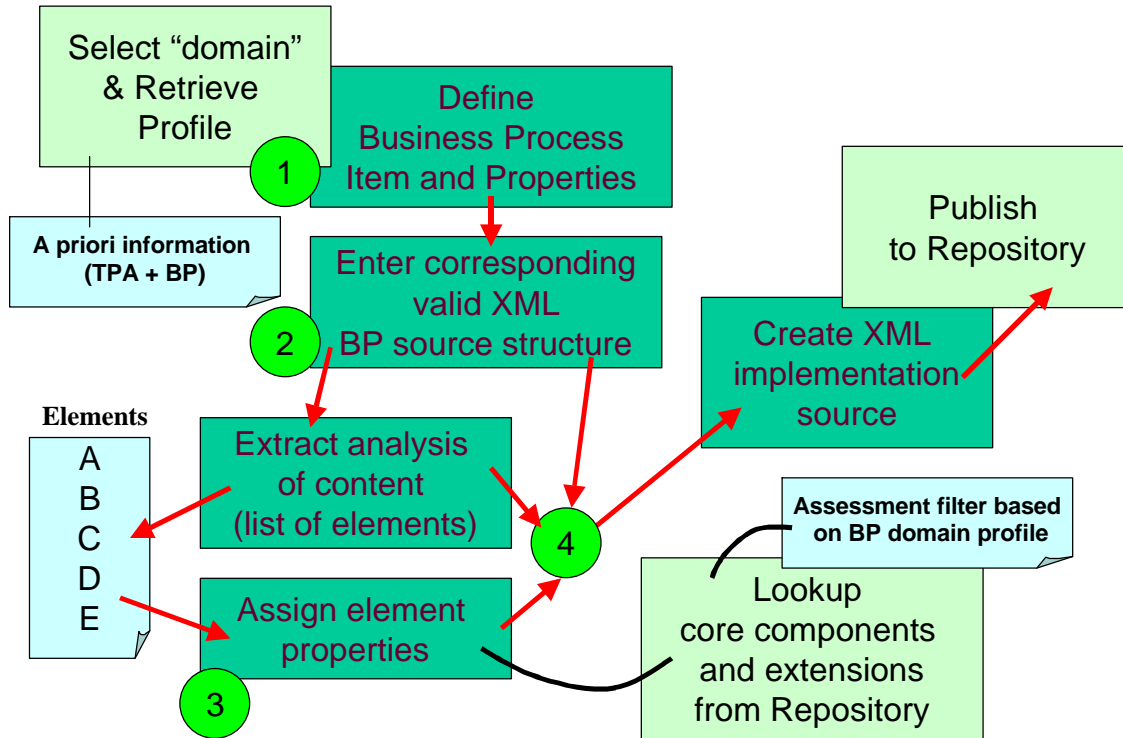 Select “domain”
& Retrieve
Profile
1
Define
Business Process
Item and Properties
A priori information
(TPA + BP)
2
Enter corresponding
valid XML
BP source structure
Publish
to Repository
Create XML
implementation
source
Elements
A
B
C
D
E
Extract analysis
of content
(list of elements)
4
Assessment filter based
on BP domain profile
3
Assign element
properties
Lookup
core components
and extensions
from Repository